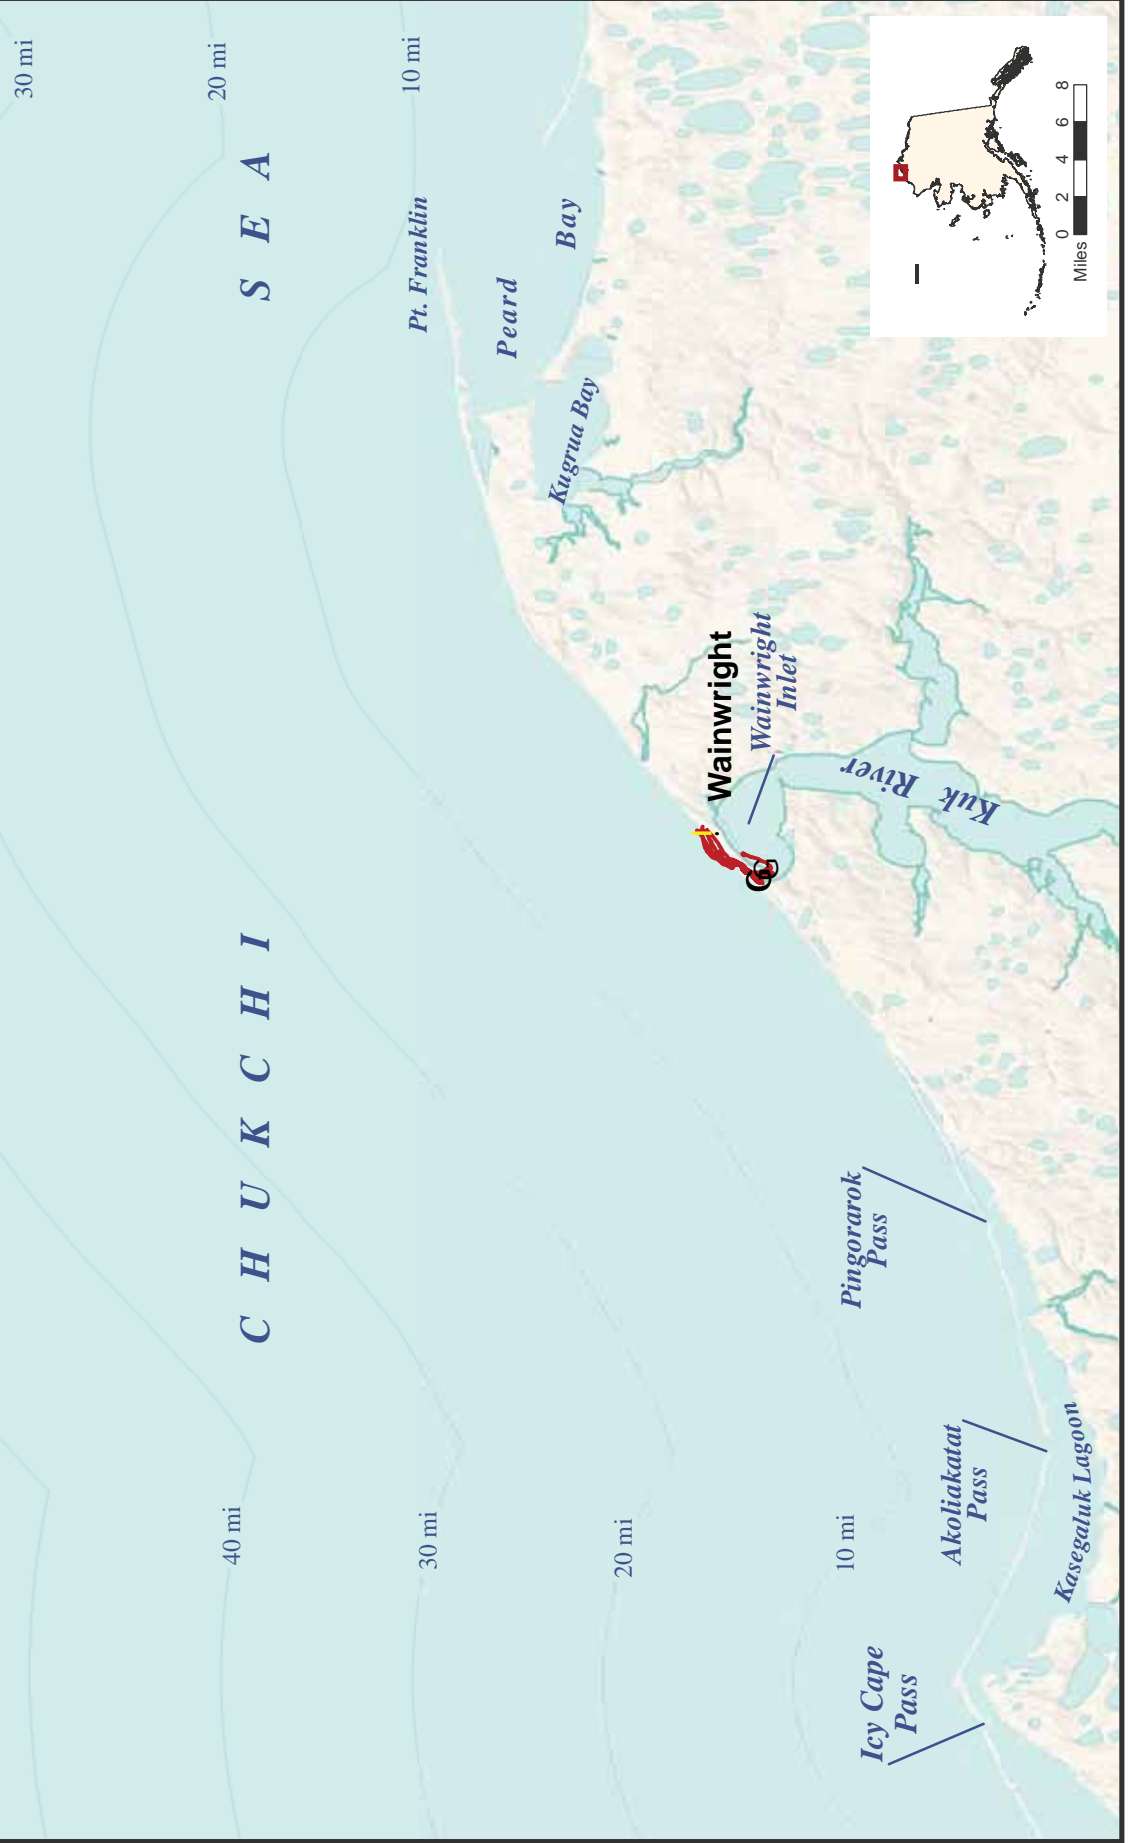 30 mi
20 mi
10 mi
CHUKCHI SEA
Pt. Franklin
Peard
Bay
Kugrua Bay
Wainwright
Wainwright
Inlet
Kuk River
Pingorarok
Pass
Akoliakatat
Pass
Kasegaluk Lagoon
Icy Cape
Pass
40 mi
30 mi
20 mi
10 mi
0 2 4 6 8
Miles